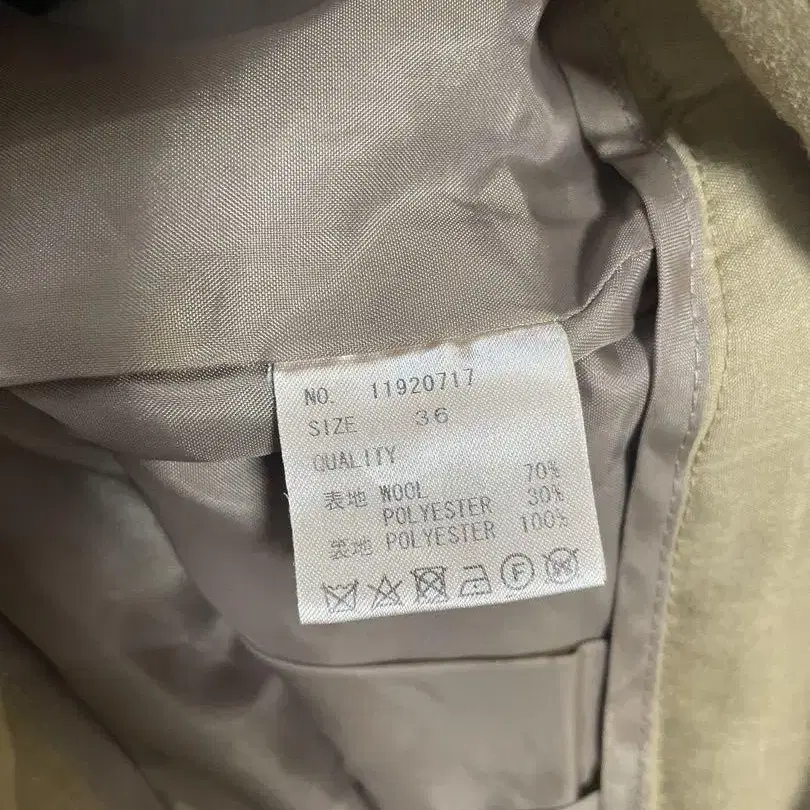 NO. 11920717
SIZE 36
QUALITY
表地 WOOL 70%
POLYESTER 30%
裏地 POLYESTER 100%
F